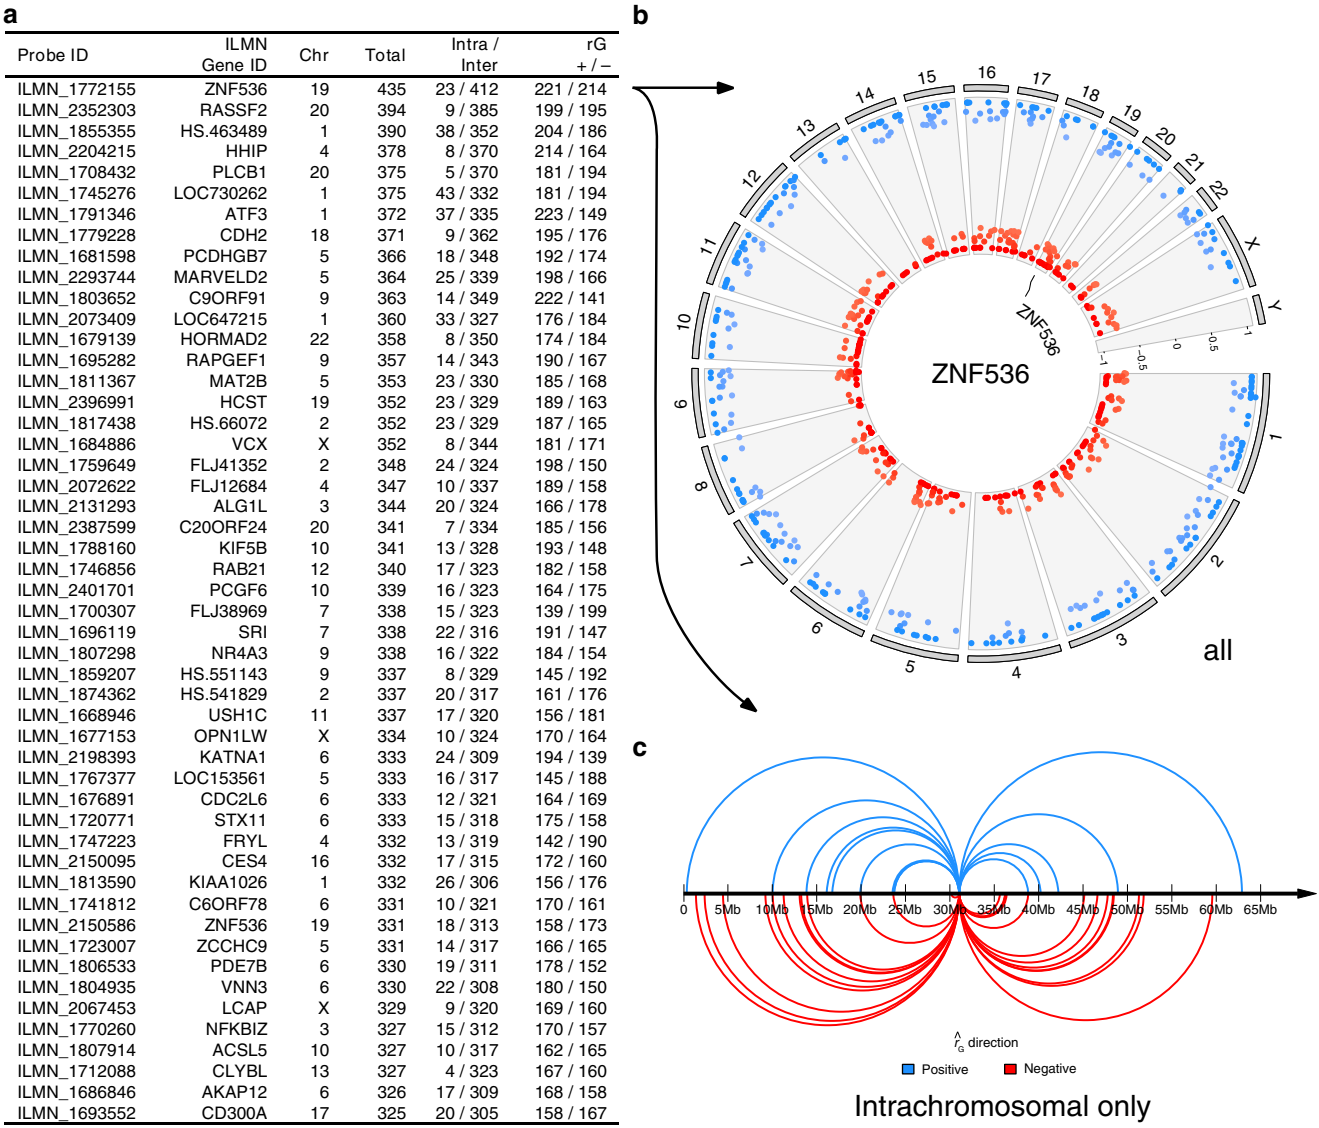 a
Probe ID ILMN Gene ID Chr Total Intra / Inter rG + / −
ILMN_1772155 ZNF536 19 435 23 / 412 221 / 214
ILMN_2352303 RASSF2 20 394 9 / 385 199 / 195
ILMN_1855355 HS.463489 1 390 38 / 352 204 / 186
ILMN_2204215 HHIP 4 378 8 / 370 214 / 164
ILMN_1708432 PLCB1 20 375 5 / 370 181 / 194
ILMN_1745276 LOC730262 1 375 43 / 332 181 / 194
ILMN_1791346 ATF3 1 372 37 / 335 223 / 149
ILMN_1779228 CDH2 18 371 9 / 362 195 / 176
ILMN_1681598 PCDHGB7 5 366 18 / 348 192 / 174
ILMN_2293744 MARVELD2 5 364 25 / 339 198 / 166
ILMN_1803652 C9ORF91 9 363 14 / 349 222 / 141
ILMN_2073409 LOC647215 1 360 33 / 327 176 / 184
ILMN_1679139 HORMAD2 22 358 8 / 350 174 / 184
ILMN_1695282 RAPGEF1 9 357 14 / 343 190 / 167
ILMN_1811367 MAT2B 5 353 23 / 330 185 / 168
ILMN_2396991 HCST 19 352 23 / 329 89 / 163
ILMN_1817438 HS.66072 2 352 23 / 329 187 / 165
ILMN_1684886 VCX X 352 8 / 344 181 / 171
ILMN_1759649 FLJ41352 2 348 24 / 324 198 / 150
ILMN_2072622 FLJ12684 4 347 10 / 337 89 / 158
ILMN_2131293 ALG1L 3 344 20 / 324 166 / 178
ILMN_2387599 C20ORF24 20 341 7 / 334 185 / 156
ILMN_1788160 KIF5B 10 341 13 / 328 193 / 148
ILMN_1746856 RAB21 12 340 17 / 323 182 / 158
ILMN_2401701 PCGF6 10 339 16 / 323 164 / 175
ILMN_1700307 FLJ38969 7 338 15 / 323 139 / 199
ILMN_1696119 SRI 7 338 22 / 316 191 / 147
ILMN_1807298 NR4A3 9 338 16 / 322 184 / 154
ILMN_1859207 HS.551143 9 337 8 / 329 145 / 192
ILMN_1874362 HS.541829 2 337 20 / 317 161 / 176
ILMN_1668946 USH1C 11 337 17 / 320 156 / 181
ILMN_1677153 OPN1LW X 334 10 / 324 170 / 164
ILMN_2198393 KATNA1 6 333 24 / 309 194 / 139
ILMN_1767377 LOC153561 5 333 16 / 317 145 / 188
ILMN_1676891 CDC2L6 6 333 12 / 321 164 / 169
ILMN_1720771 STX11 6 333 15 / 318 175 / 158
ILMN_1747223 FRYL 4 332 13 / 319 142 / 190
ILMN_2150095 CES4 16 332 17 / 315 172 / 160
ILMN_1813590 KIAA1026 1 332 26 / 306 156 / 176
ILMN_1741812 C6ORF78 6 331 10 / 321 170 / 161
ILMN_2150586 ZNF536 19 331 18 / 313 158 / 173
ILMN_1723007 ZCCHC9 5 331 14 / 317 166 / 165
ILMN_1806533 PDE7B 6 330 19 / 311 178 / 152
ILMN_1804935 VNN3 6 330 22 / 308 180 / 150
ILMN_2067453 LCAP X 329 9 / 320 169 / 160
ILMN_1770260 NFKBIZ 3 327 15 / 312 170 / 157
ILMN_1807914 ACSL5 10 327 10 / 317 162 / 165
ILMN_1712088 CLYBL 13 327 4 / 323 167 / 160
ILMN_1686846 AKAP12 6 326 17 / 309 168 / 158
ILMN_1693552 CD300A 17 325 20 / 305 158 / 167
b
1
2
3
4
5
6
7
8
9
10
11
12
13
14
15
16
17
18
19
20
21
22
X
Y
-1
-0.5
0
-0.5
-1
ZNF536
ZNF536
all
c
0 5Mb 10Mb 15Mb 20Mb 25Mb 30Mb 35Mb 40Mb 45Mb 50Mb 55Mb 60Mb 65Mb
r̂G direction
Positive Negative
Intrachromosomal only